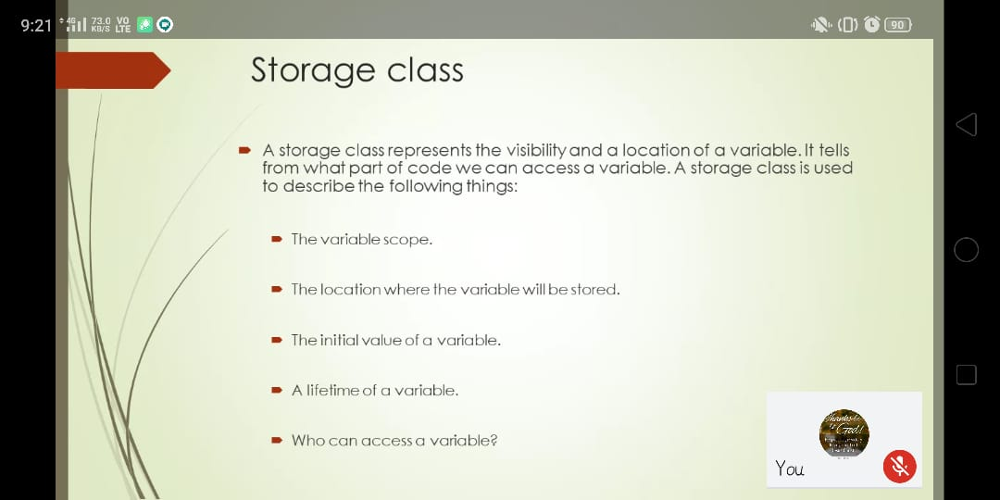 9:21 4G 73.0 KB/S VO LTE 90
Storage class
A storage class represents the visibility and a location of a variable. It tells
from what part of code we can access a variable. A storage class is used
to describe the following things:
The variable scope.
The location where the variable will be stored.
The initial value of a variable.
A lifetime of a variable.
Who can access a variable?
God!
You